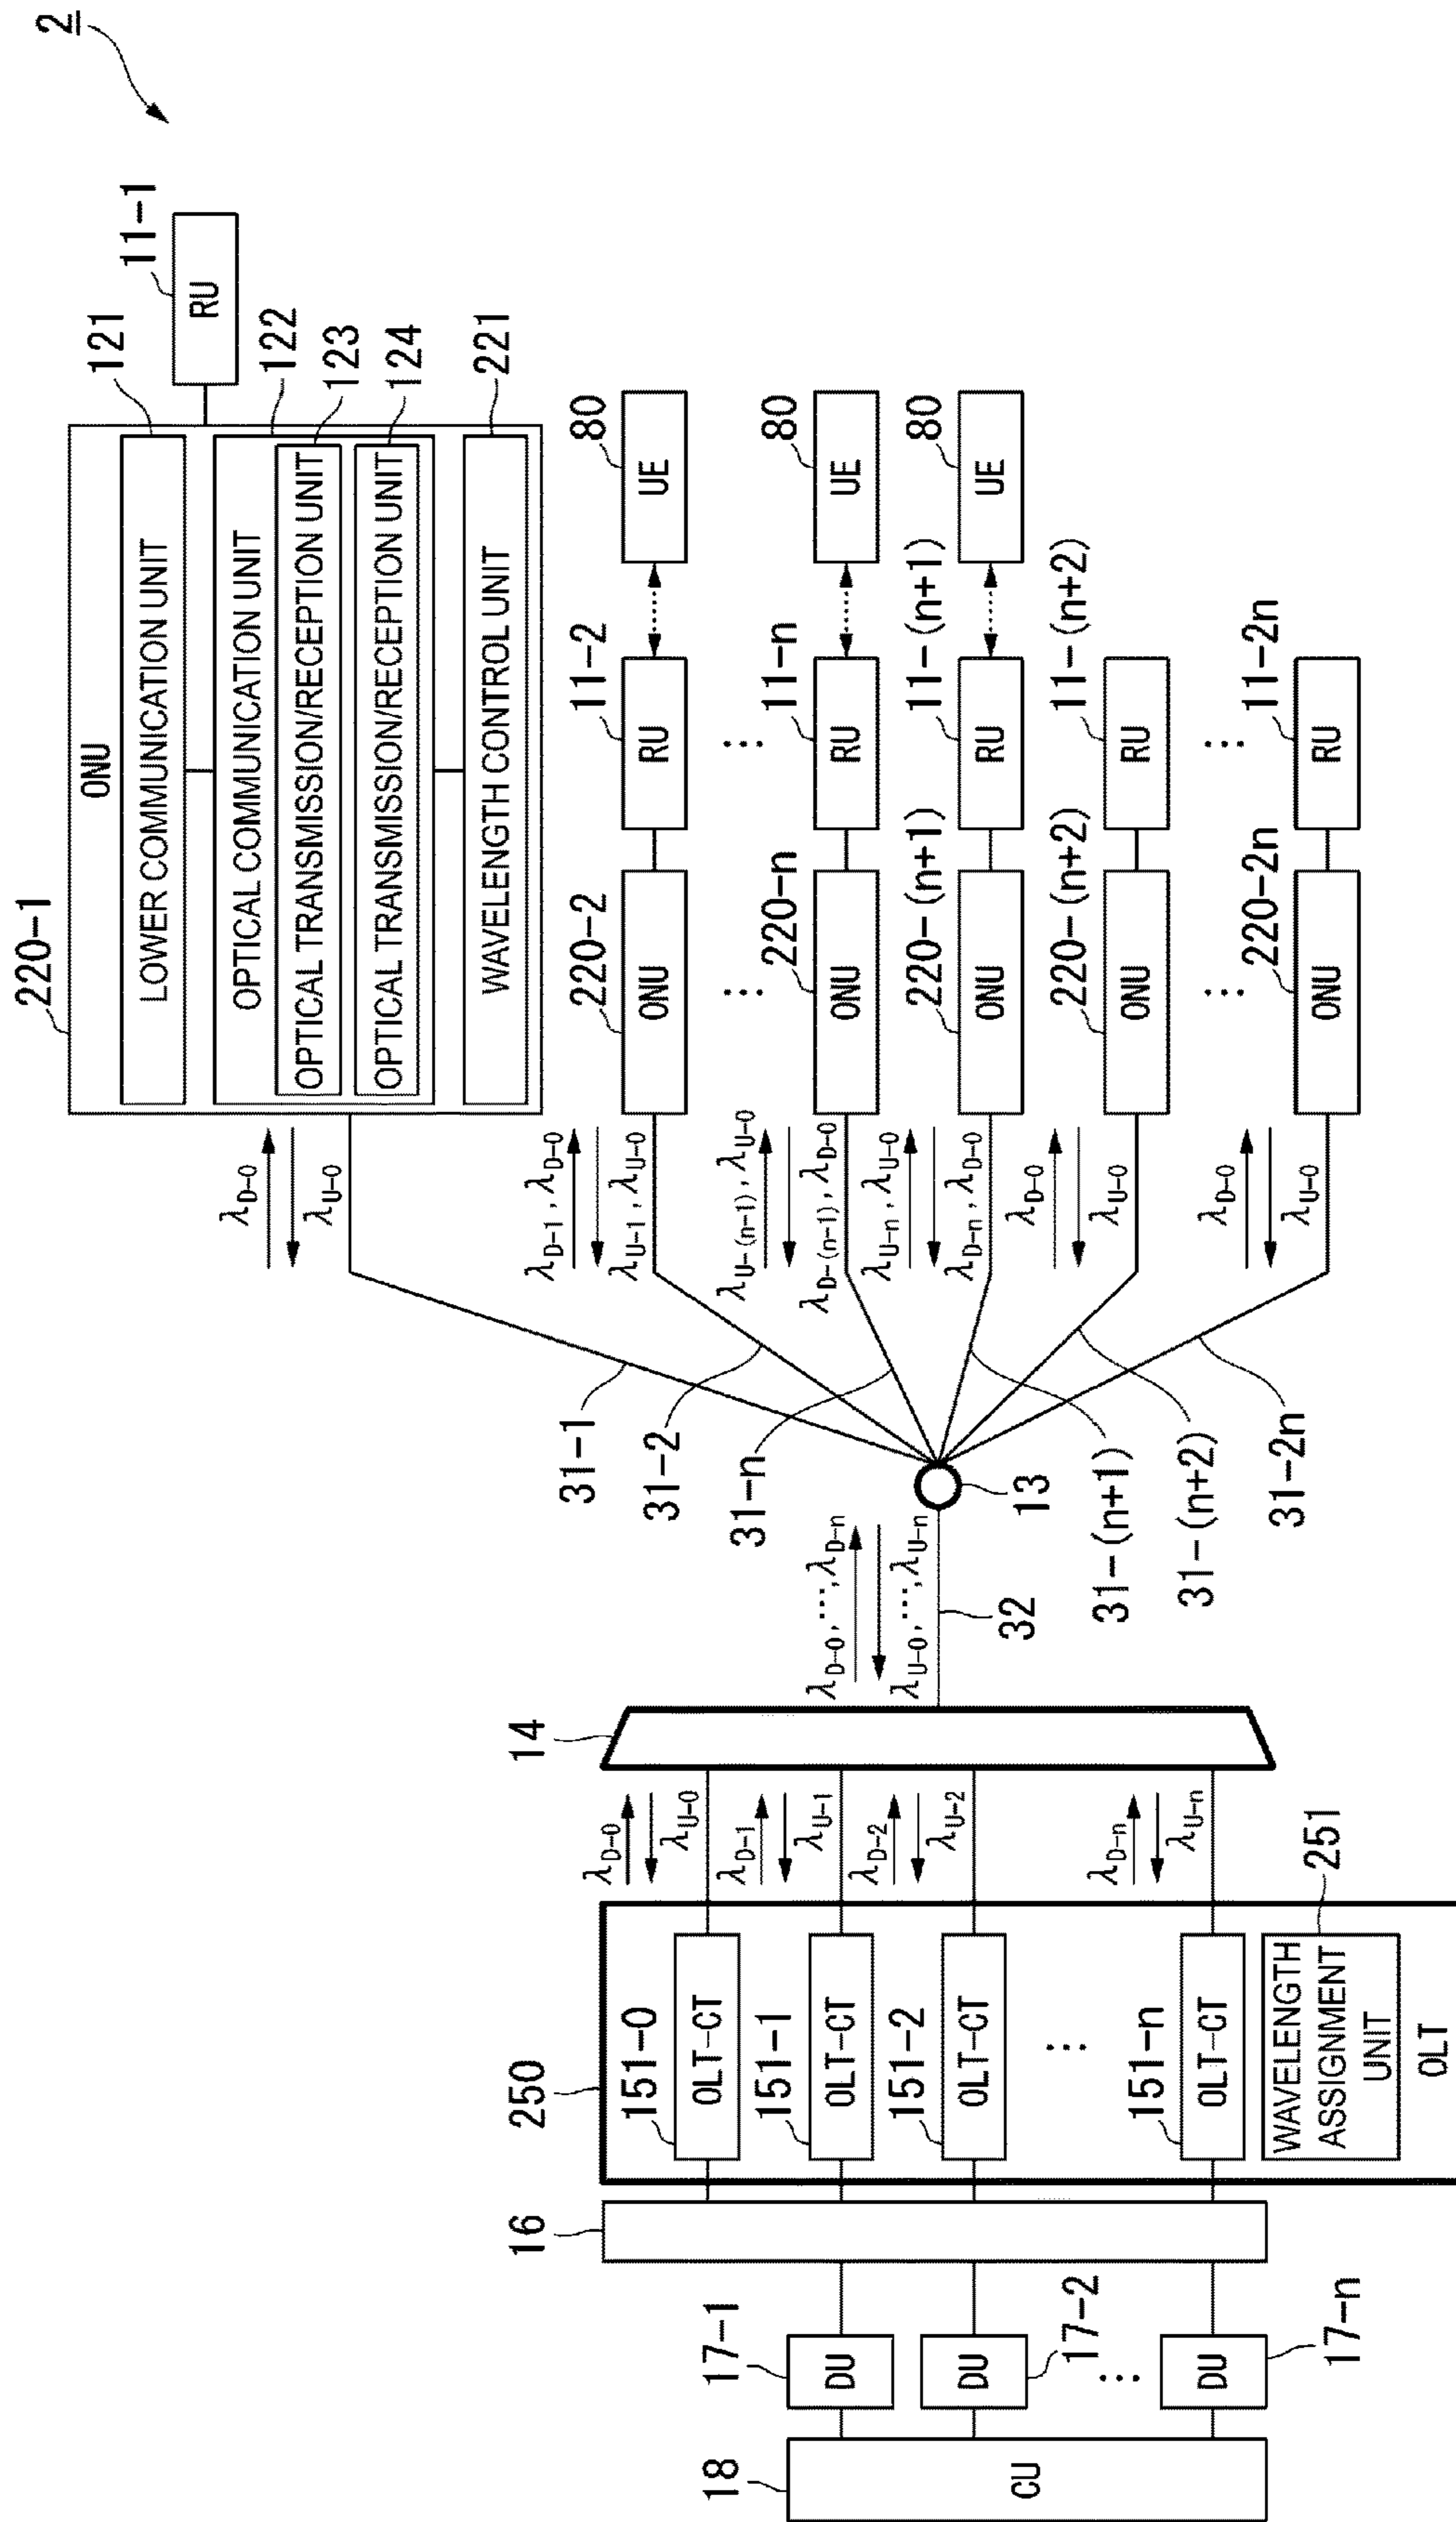 2
220-1
ONU
LOWER COMMUNICATION UNIT
121
OPTICAL COMMUNICATION UNIT
122
OPTICAL TRANSMISSION/RECEPTION UNIT
123
OPTICAL TRANSMISSION/RECEPTION UNIT
124
WAVELENGTH CONTROL UNIT
221
11-1
RU
λD-0
λU-0
31-1
220-2
ONU
11-2
RU
80
UE
λD-1, λD-0
λU-1, λU-0
31-2
⋮
⋮
220-n
ONU
11-n
RU
80
UE
λU-(n-1), λU-0
λD-(n-1), λD-0
31-n
220-(n+1)
ONU
11-(n+1)
RU
80
UE
λU-n, λU-0
λD-n, λD-0
31-(n+1)
220-(n+2)
ONU
11-(n+2)
RU
λD-0
λU-0
31-(n+2)
⋮
⋮
220-2n
ONU
11-2n
RU
λD-0
λU-0
31-2n
13
λD-0, ⋯, λD-n
λU-0, ⋯, λU-n
32
14
λD-0
λU-0
λD-1
λU-1
λD-2
λU-2
λD-n
λU-n
250
151-0
OLT-CT
151-1
OLT-CT
151-2
OLT-CT
⋮
151-n
OLT-CT
WAVELENGTH
ASSIGNMENT
UNIT
251
OLT
16
17-1
DU
17-2
DU
⋮
17-n
DU
18
CU